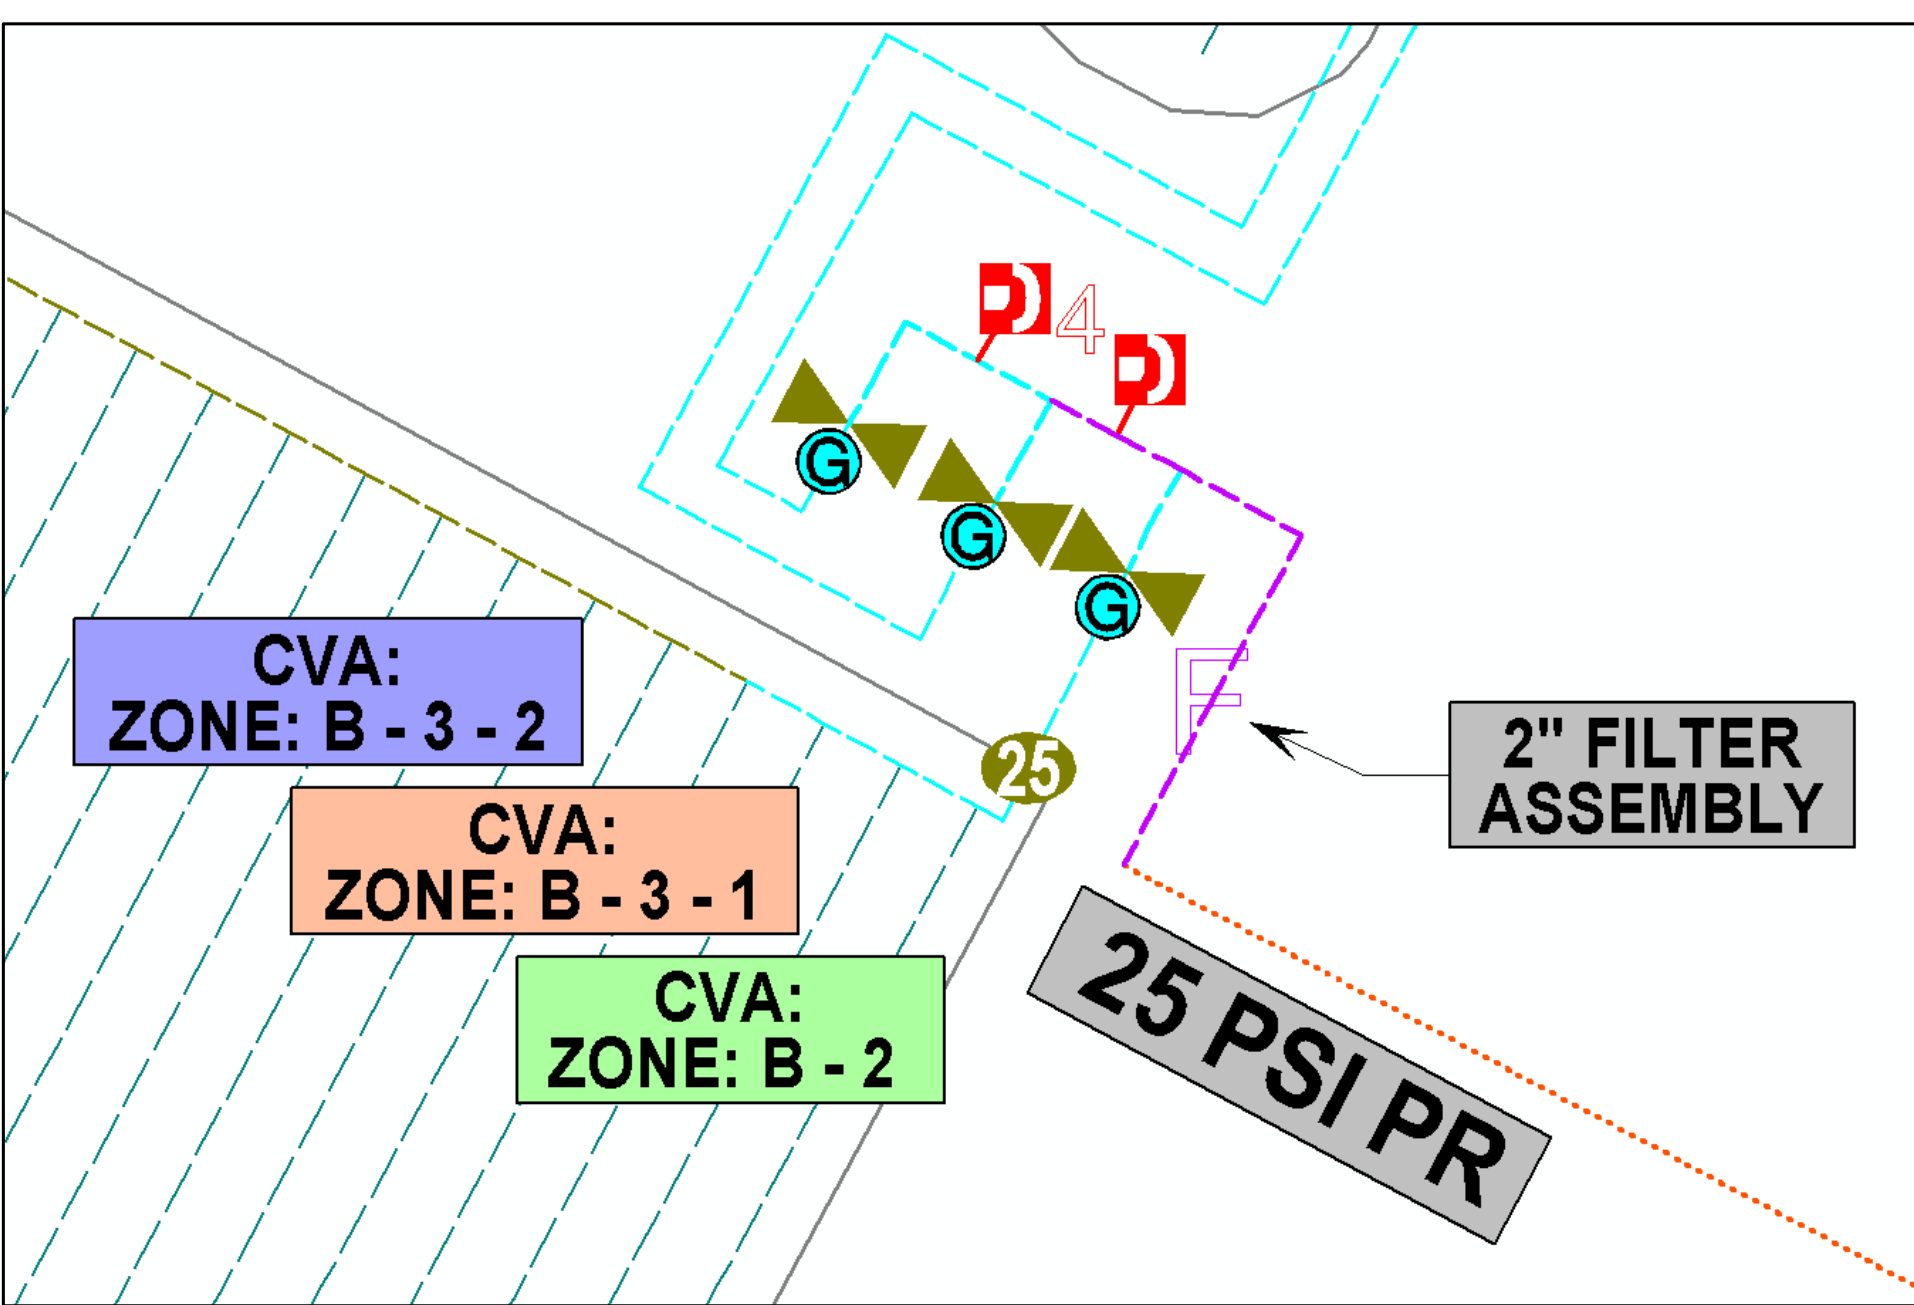 D
4
D
G
G
G
F
CVA:
ZONE: B - 3 - 2
2" FILTER
ASSEMBLY
25
CVA:
ZONE: B - 3 - 1
CVA:
ZONE: B - 2
25 PSI PR